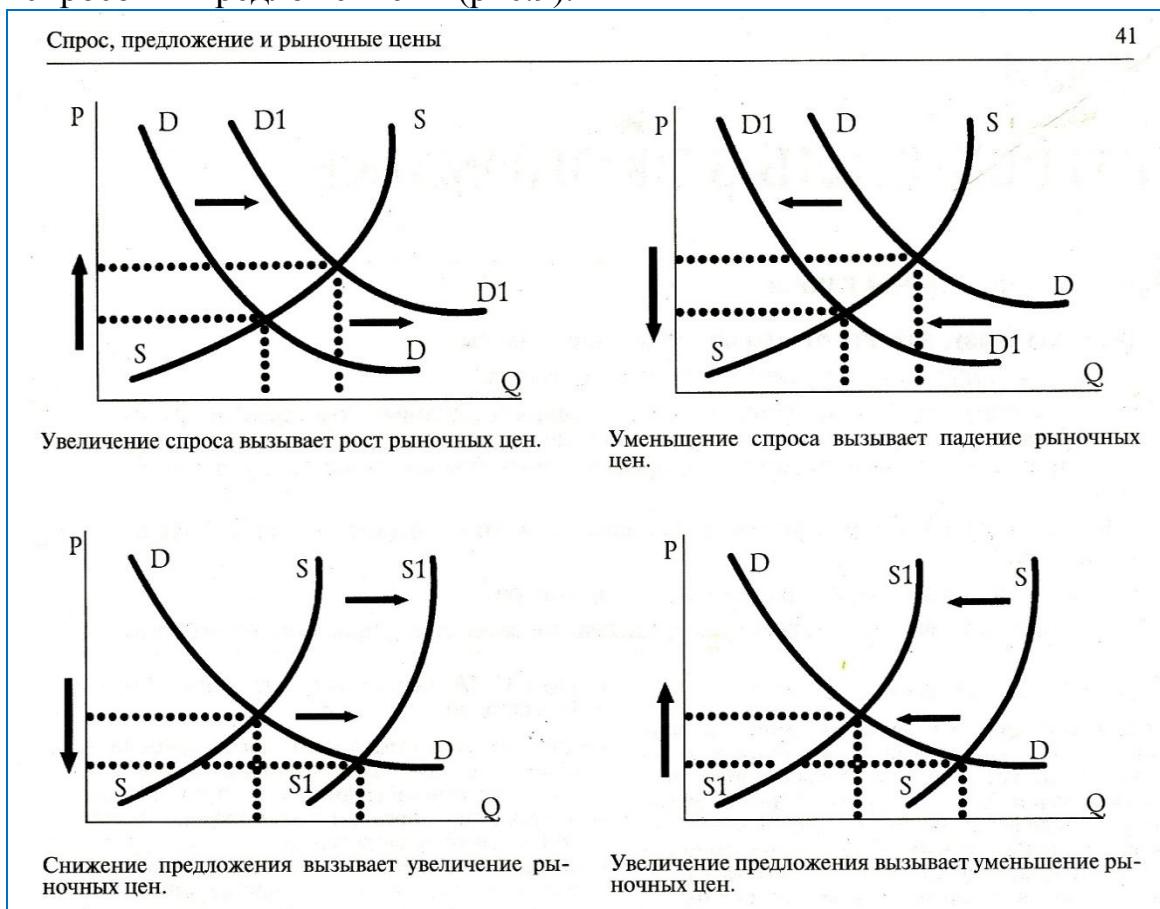 Спрос, предложение и рыночные цены
41
P
D
D1
S
S
D1
D
Q
P
D1
D
S
S
D
D1
Q
Увеличение спроса вызывает рост рыночных цен.
Уменьшение спроса вызывает падение рыночных
цен.
P
D
S
S1
S
S1
D
Q
P
D
S1
S
S1
S
D
Q
Снижение предложения вызывает увеличение ры-
ночных цен.
Увеличение предложения вызывает уменьшение ры-
ночных цен.